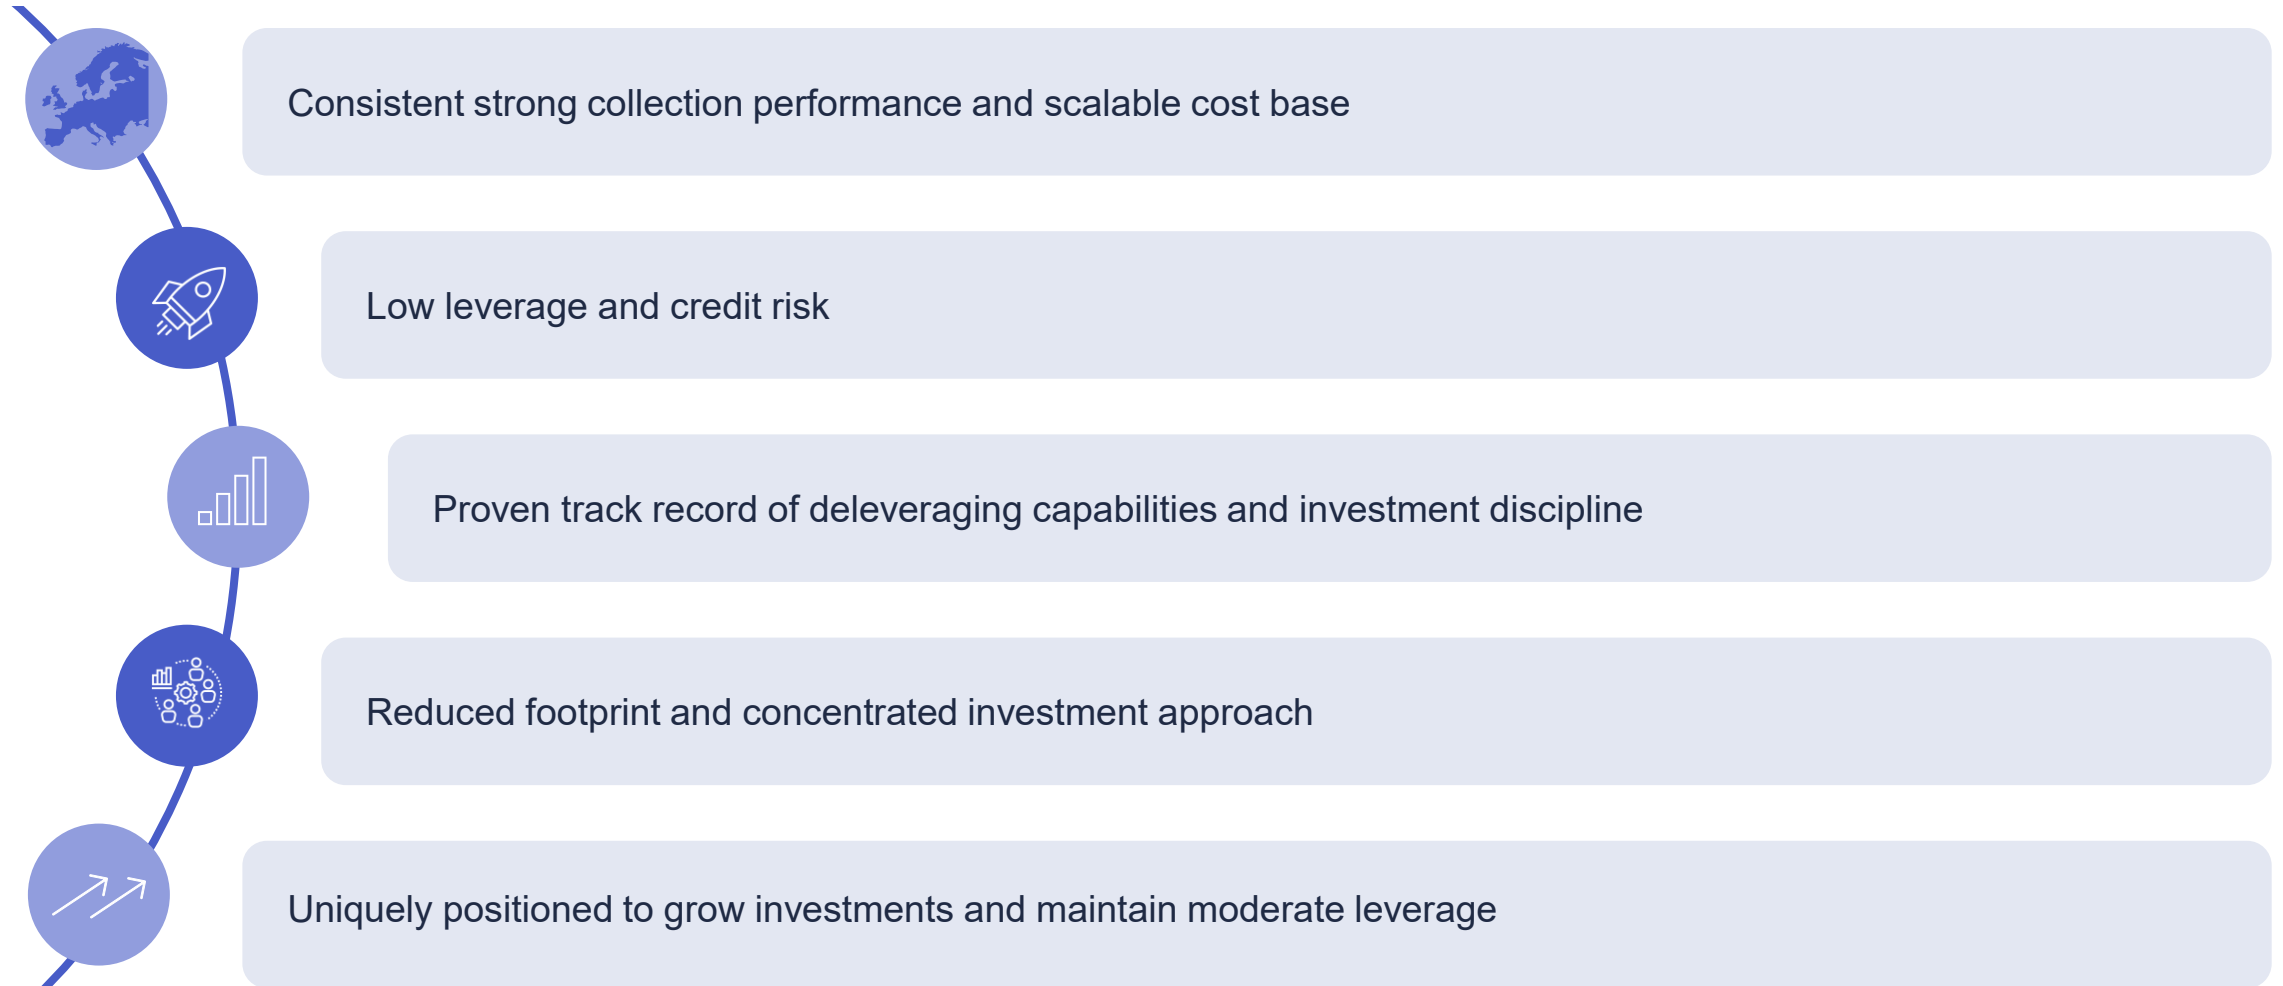 Consistent strong collection performance and scalable cost base
Low leverage and credit risk
Proven track record of deleveraging capabilities and investment discipline
Reduced footprint and concentrated investment approach
Uniquely positioned to grow investments and maintain moderate leverage